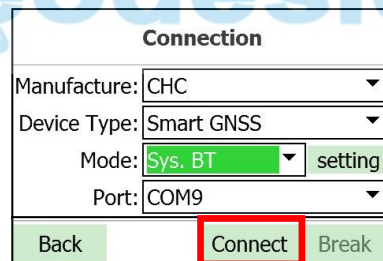 Connection
Manufacture: CHC
Device Type: Smart GNSS
Mode: Sys. BT setting
Port: COM9
Back Connect Break